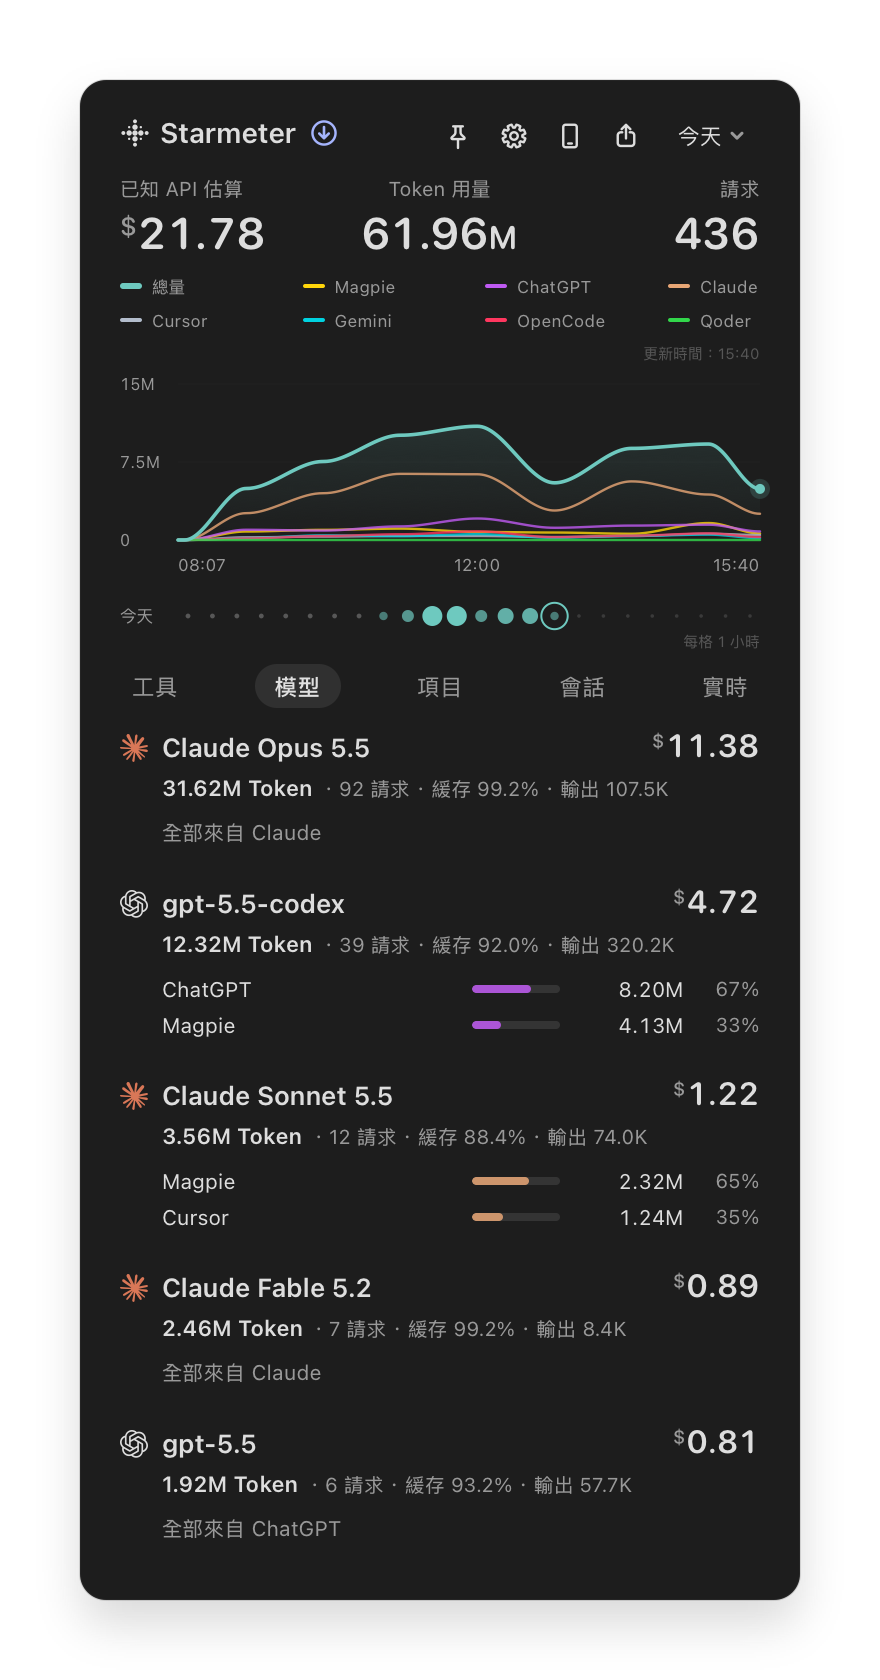 Starmeter 今天
已知 API 估算 Token 用量 請求
$21.78 61.96M 436
總量 Magpie ChatGPT Claude
Cursor Gemini OpenCode Qoder
更新時間：15:40
15M
7.5M
0
08:07 12:00 15:40
今天
每格 1 小時
工具 模型 項目 會話 實時
Claude Opus 5.5 $11.38
31.62M Token · 92 請求 · 緩存 99.2% · 輸出 107.5K
全部來自 Claude
gpt-5.5-codex $4.72
12.32M Token · 39 請求 · 緩存 92.0% · 輸出 320.2K
ChatGPT 8.20M 67%
Magpie 4.13M 33%
Claude Sonnet 5.5 $1.22
3.56M Token · 12 請求 · 緩存 88.4% · 輸出 74.0K
Magpie 2.32M 65%
Cursor 1.24M 35%
Claude Fable 5.2 $0.89
2.46M Token · 7 請求 · 緩存 99.2% · 輸出 8.4K
全部來自 Claude
gpt-5.5 $0.81
1.92M Token · 6 請求 · 緩存 93.2% · 輸出 57.7K
全部來自 ChatGPT